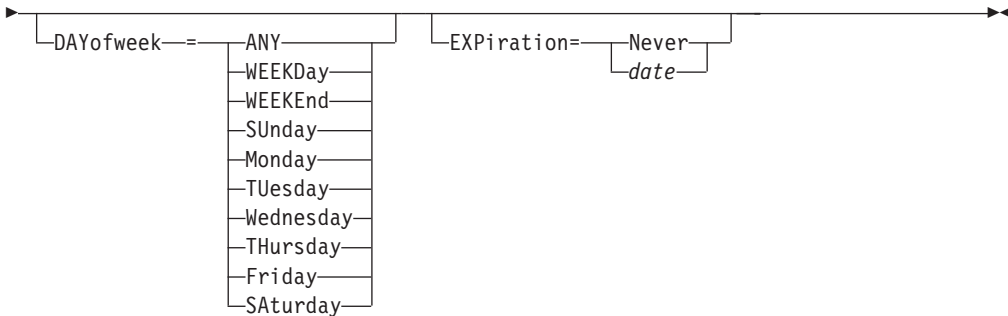 DAYofweek = ANY EXPiration= Never
WEEKDay date
WEEKEnd
SUnday
Monday
TUesday
Wednesday
THursday
Friday
SAturday